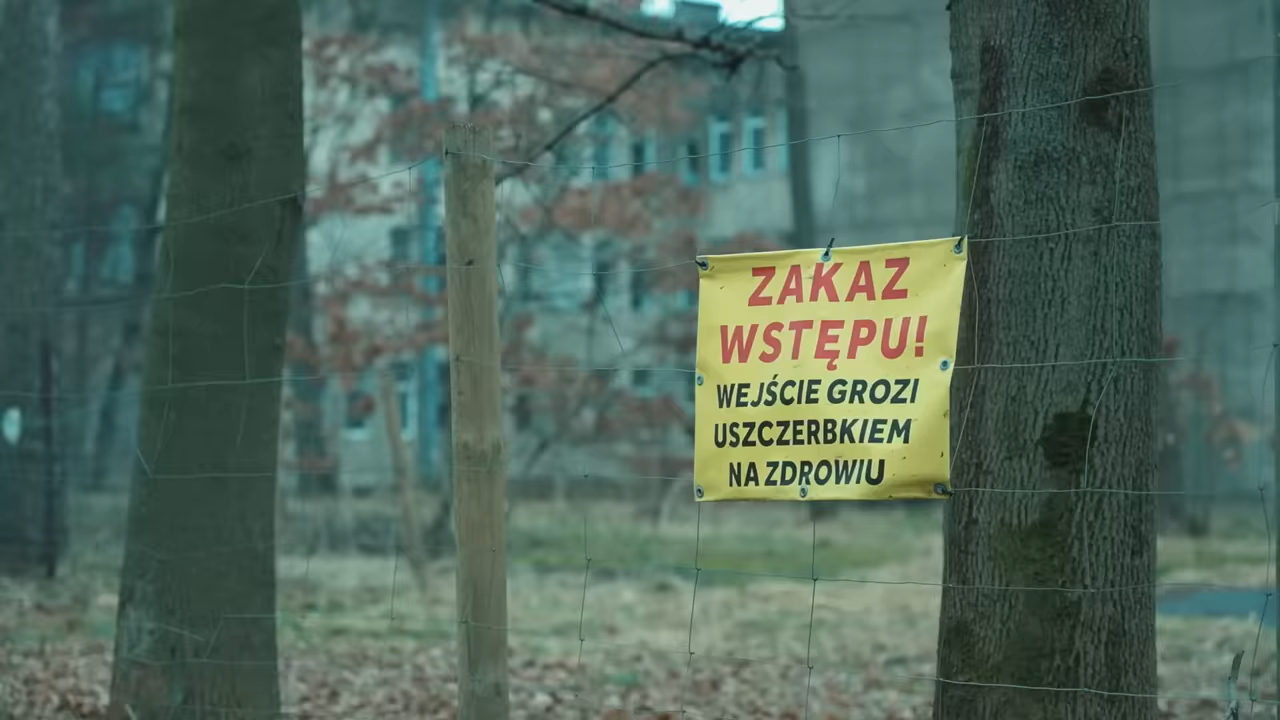 ZAKAZ
WSTĘPU!
WEJŚCIE GROZI
USZCZERBKIEM
NA ZDROWIU